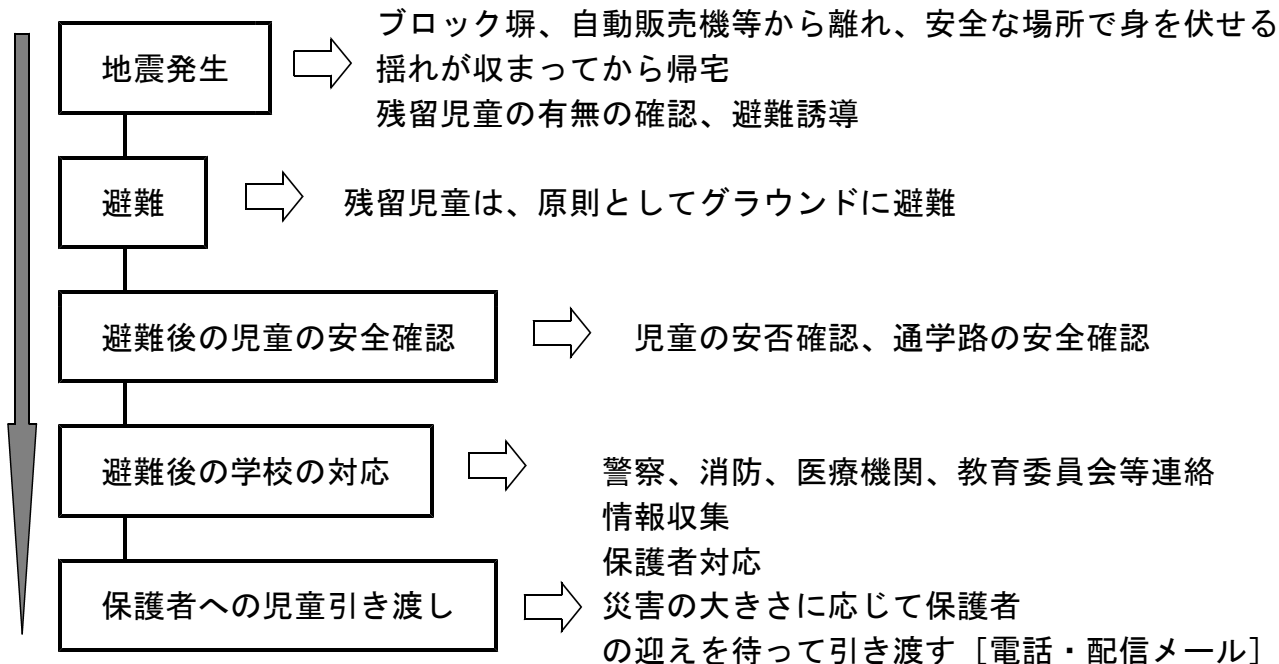 地震発生
ブロック塀、自動販売機等から離れ、安全な場所で身を伏せる
揺れが収まってから帰宅
残留児童の有無の確認、避難誘導
避難
残留児童は、原則としてグラウンドに避難
避難後の児童の安全確認
児童の安否確認、通学路の安全確認
避難後の学校の対応
警察、消防、医療機関、教育委員会等連絡
情報収集
保護者対応
保護者への児童引き渡し
災害の大きさに応じて保護者
の迎えを待って引き渡す［電話・配信メール］